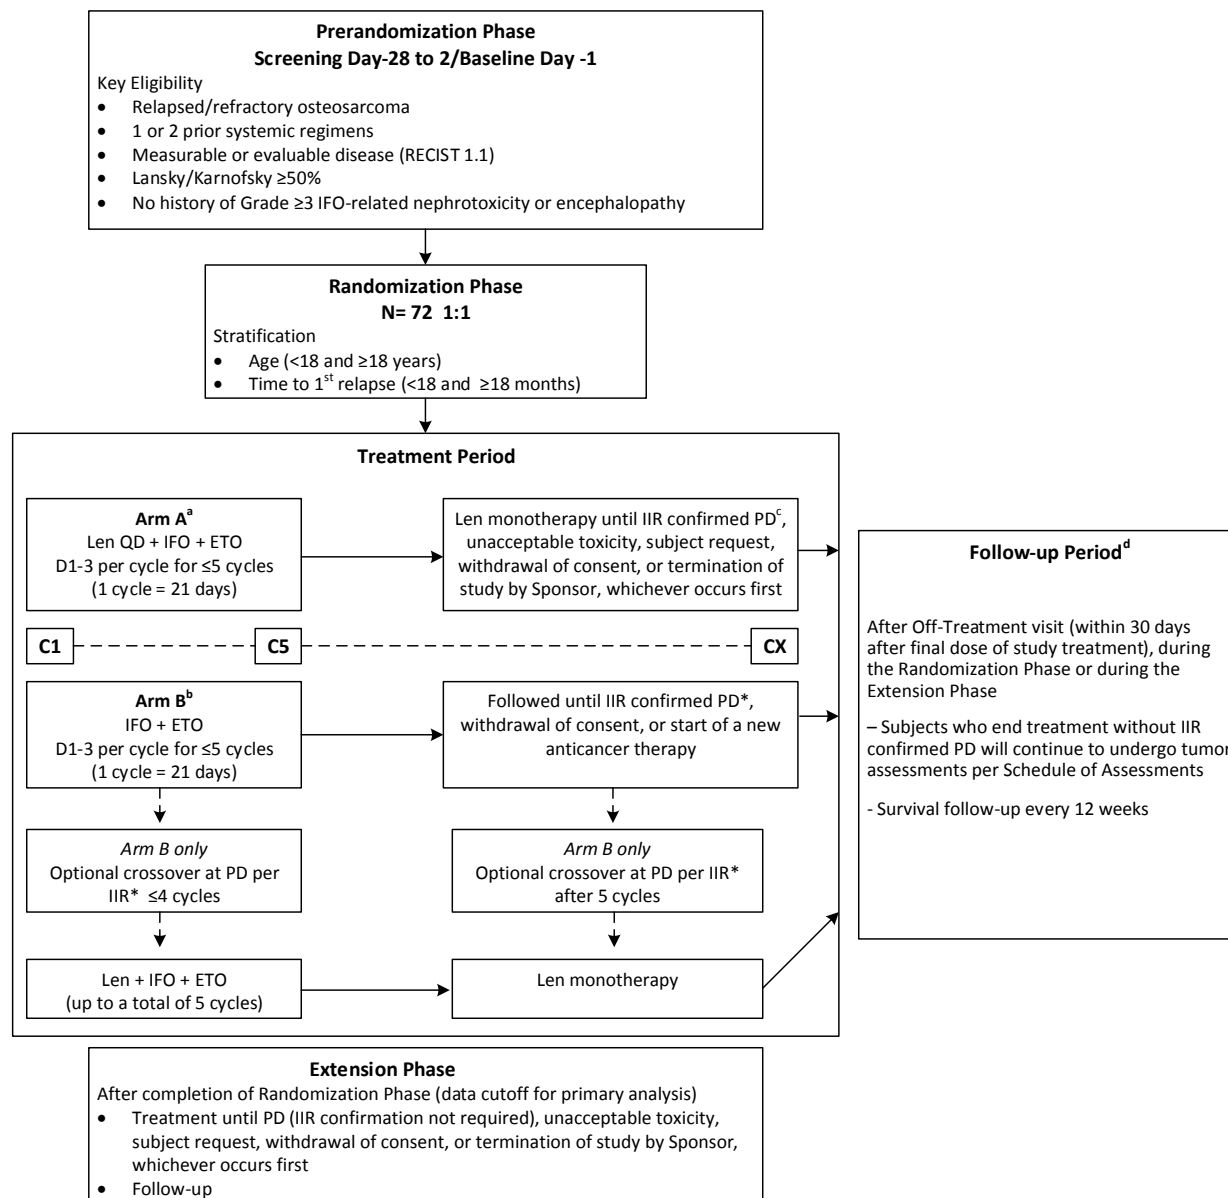 Prerandomization Phase
Screening Day-28 to 2/Baseline Day -1
Key Eligibility
• Relapsed/refractory osteosarcoma
• 1 or 2 prior systemic regimens
• Measurable or evaluable disease (RECIST 1.1)
• Lansky/Karnofsky ≥50%
• No history of Grade ≥3 IFO-related nephrotoxicity or encephalopathy
Randomization Phase
N= 72 1:1
Stratification
• Age (<18 and ≥18 years)
• Time to 1st relapse (<18 and ≥18 months)
Treatment Period
Arm Aa
Len QD + IFO + ETO
D1-3 per cycle for ≤5 cycles
(1 cycle = 21 days)
Len monotherapy until IIR confirmed PDc,
unacceptable toxicity, subject request,
withdrawal of consent, or termination of
study by Sponsor, whichever occurs first
C1
C5
CX
Arm Bb
IFO + ETO
D1-3 per cycle for ≤5 cycles
(1 cycle = 21 days)
Followed until IIR confirmed PD*,
withdrawal of consent, or start of a new
anticancer therapy
Arm B only
Optional crossover at PD per
IIR* ≤4 cycles
Arm B only
Optional crossover at PD per IIR*
after 5 cycles
Len + IFO + ETO
(up to a total of 5 cycles)
Len monotherapy
Follow-up Periodd
After Off-Treatment visit (within 30 days
after final dose of study treatment), during
the Randomization Phase or during the
Extension Phase
– Subjects who end treatment without IIR
confirmed PD will continue to undergo tumor
assessments per Schedule of Assessments
- Survival follow-up every 12 weeks
Extension Phase
After completion of Randomization Phase (data cutoff for primary analysis)
• Treatment until PD (IIR confirmation not required), unacceptable toxicity,
subject request, withdrawal of consent, or termination of study by Sponsor,
whichever occurs first
• Follow-up